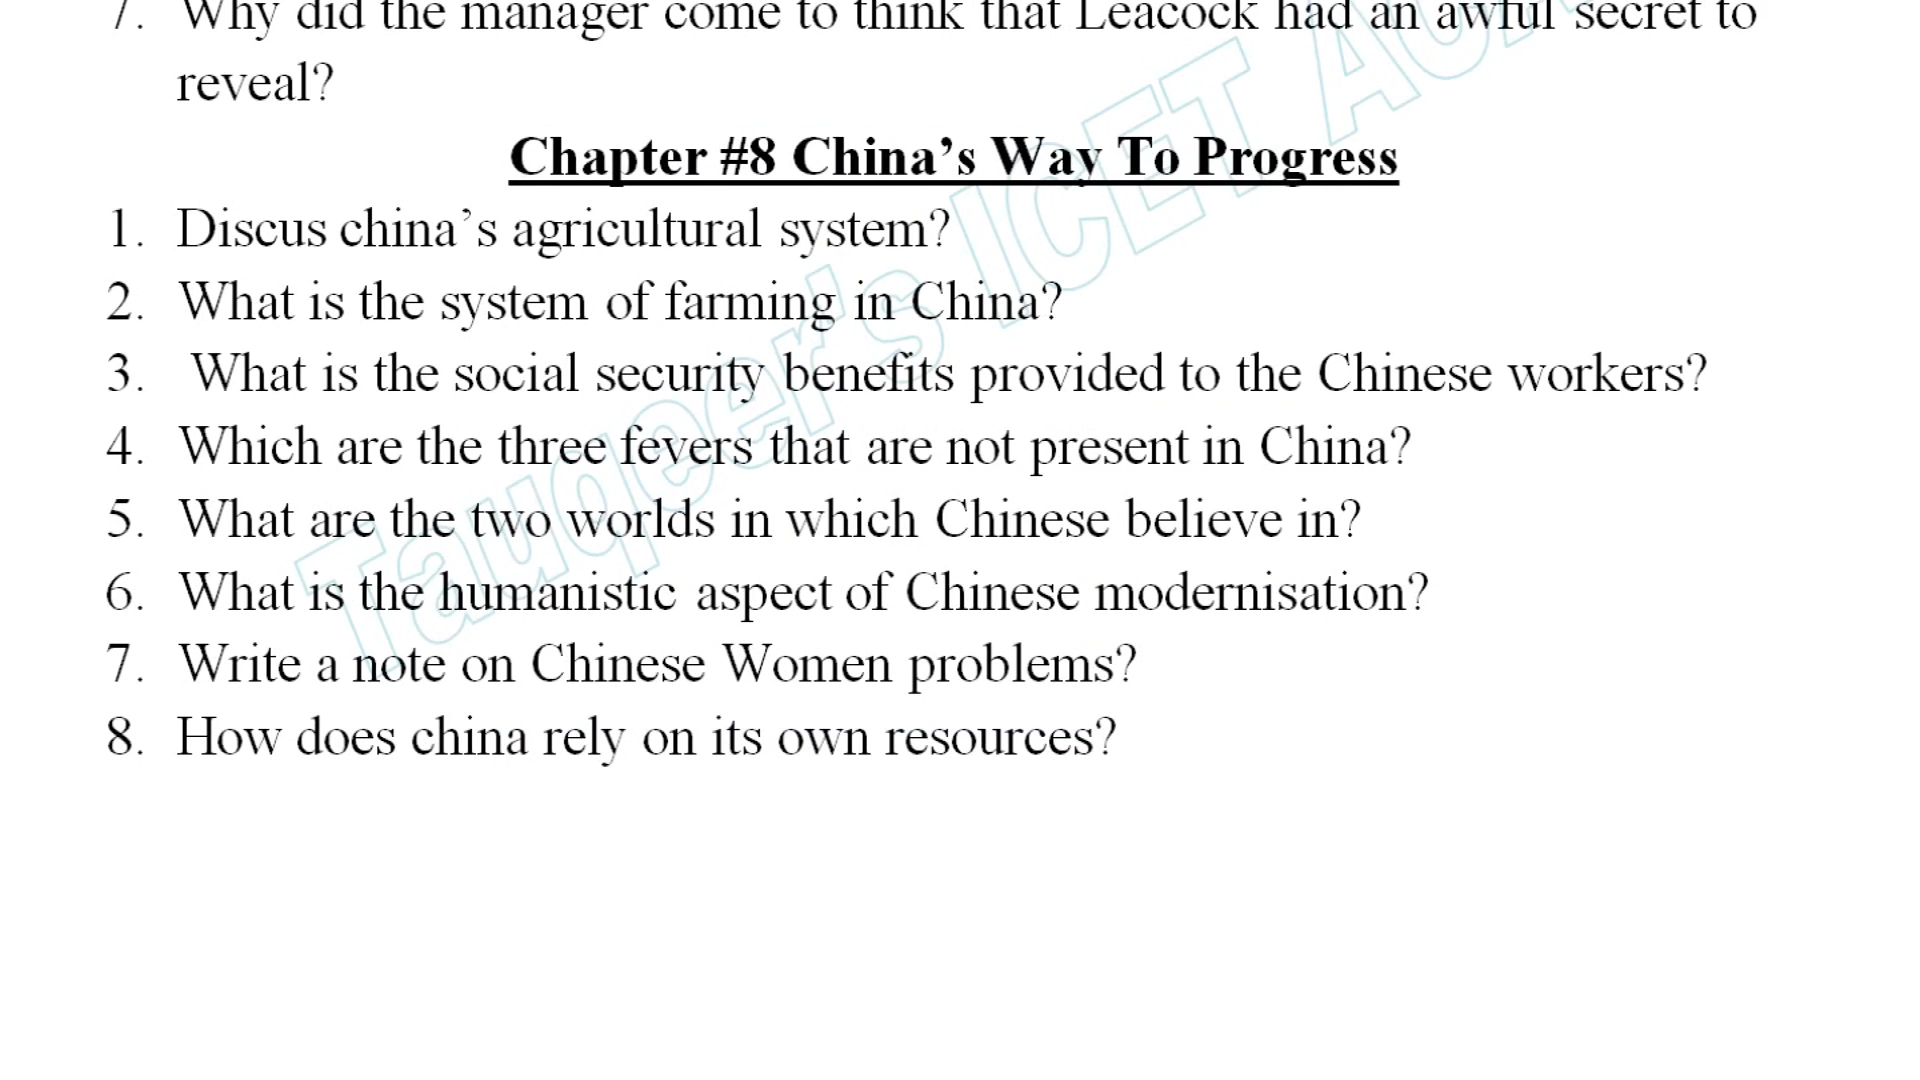 7. Why did the manager come to think that Leacock had an awful secret to
reveal?
Chapter #8 China’s Way To Progress
1. Discus china’s agricultural system?
2. What is the system of farming in China?
3. What is the social security benefits provided to the Chinese workers?
4. Which are the three fevers that are not present in China?
5. What are the two worlds in which Chinese believe in?
6. What is the humanistic aspect of Chinese modernisation?
7. Write a note on Chinese Women problems?
8. How does china rely on its own resources?
Tauqeer's ICET